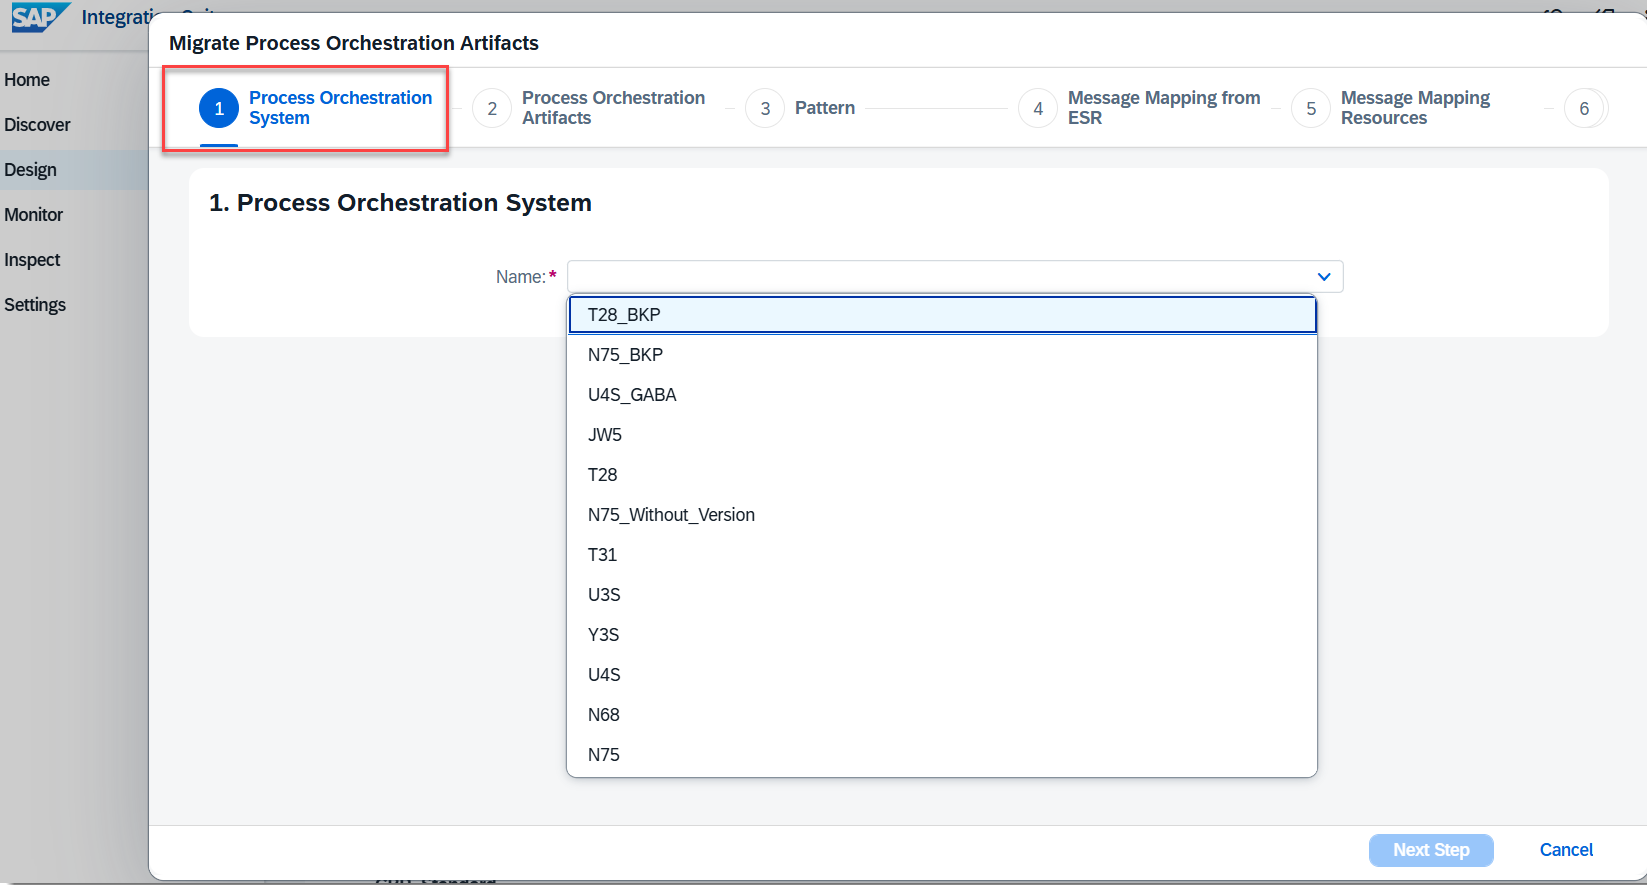 SAP
Migrate Process Orchestration Artifacts
Home
Discover
Design
Monitor
Inspect
Settings
1
Process Orchestration
System
2
Process Orchestration
Artifacts
3
Pattern
4
Message Mapping from
ESR
5
Message Mapping
Resources
6
1. Process Orchestration System
Name:*
T28_BKP
N75_BKP
U4S_GABA
JW5
T28
N75_Without_Version
T31
U3S
Y3S
U4S
N68
N75
Next Step
Cancel